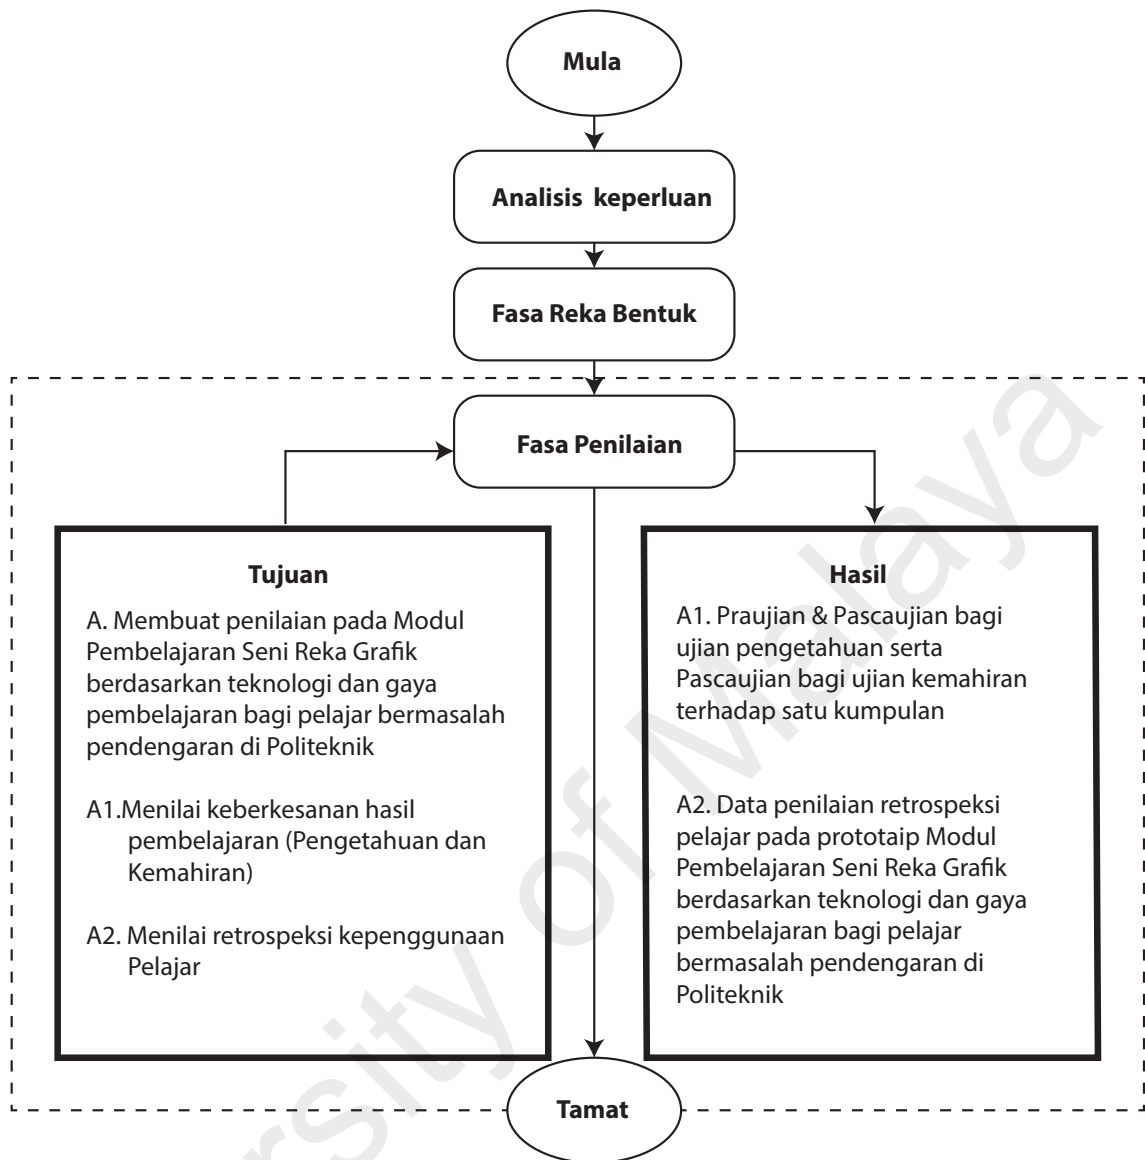 Mula
Analisis keperluan
Fasa Reka Bentuk
Fasa Penilaian
Tujuan
A. Membuat penilaian pada Modul
Pembelajaran Seni Reka Grafik
berdasarkan teknologi dan gaya
pembelajaran bagi pelajar bermasalah
pendengaran di Politeknik
A1.Menilai keberkesanan hasil
pembelajaran (Pengetahuan dan
Kemahiran)
A2. Menilai retrospeksi kepenggunaan
Pelajar
Hasil
A1. Praujian & Pascaujian bagi
ujian pengetahuan serta
Pascaujian bagi ujian kemahiran
terhadap satu kumpulan
A2. Data penilaian retrospeksi
pelajar pada prototaip Modul
Pembelajaran Seni Reka Grafik
berdasarkan teknologi dan gaya
pembelajaran bagi pelajar
bermasalah pendengaran di
Politeknik
Tamat
rsity of Malaya